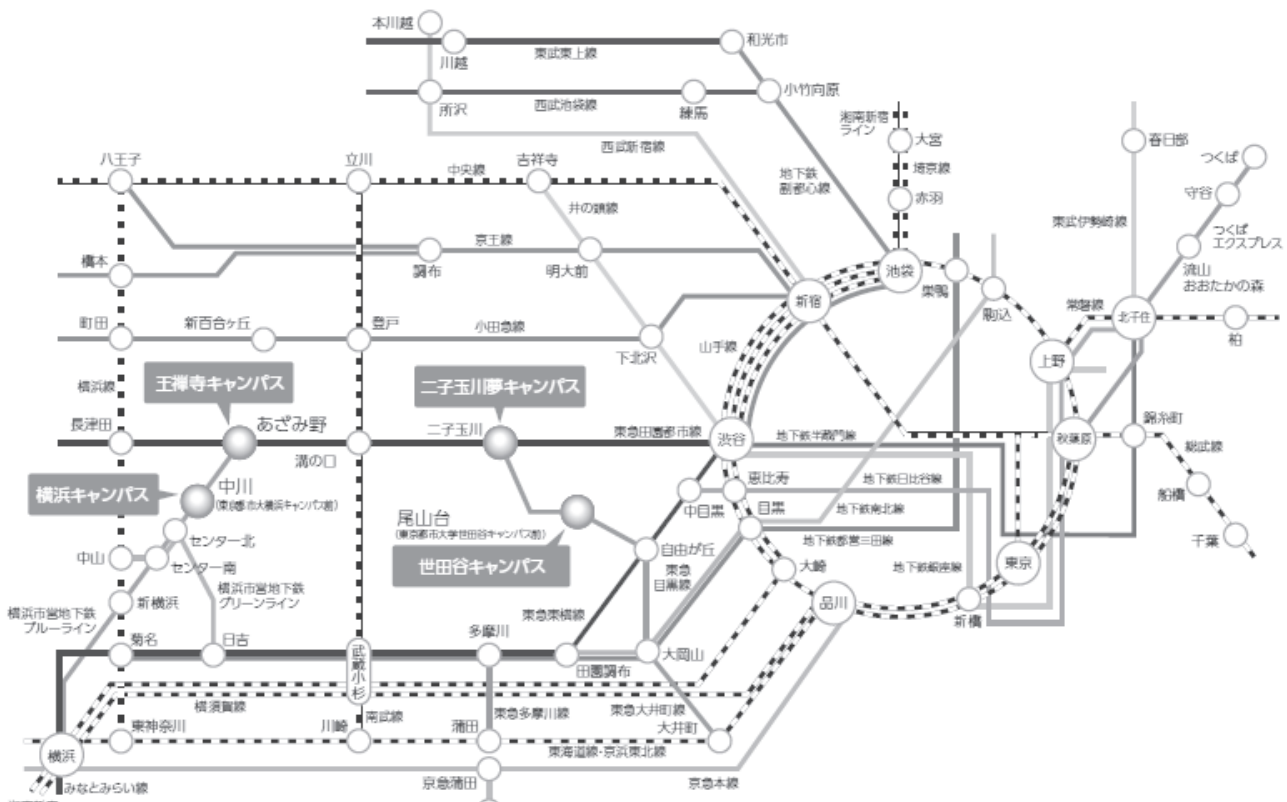 本川越
川越
東武東上線
和光市
所沢
西武池袋線
練馬
小竹向原
西武新宿線
湘南新宿
ライン
大宮
埼京線
赤羽
地下鉄
副都心線
春日部
つくば
守谷
つくば
エクスプレス
東武伊勢崎線
流山
おおたかの森
八王子
立川
中央線
吉祥寺
井の頭線
橋本
京王線
調布
明大前
新宿
池袋
巣鴨
駒込
常磐線
北千住
柏
町田
新百合ヶ丘
登戸
小田急線
下北沢
山手線
上野
横浜線
王禅寺キャンパス
二子玉川夢キャンパス
長津田
あざみ野
溝の口
二子玉川
東急田園都市線
渋谷
地下鉄半蔵門線
秋葉原
錦糸町
総武線
船橋
千葉
横浜キャンパス
中川
(東京都市大横浜キャンパス前)
恵比寿
地下鉄日比谷線
中目黒
目黒
地下鉄南北線
地下鉄都営三田線
尾山台
(東京都市大学世田谷キャンパス前)
世田谷キャンパス
センター北
中山
センター南
自由が丘
東急
目黒線
大崎
地下鉄銀座線
東京
横浜市営地下鉄
グリーンライン
新横浜
横浜市営地下鉄
ブルーライン
東急東横線
品川
新橋
菊名
日吉
武蔵小杉
多摩川
田園調布
大岡山
横須賀線
東急多摩川線
東急大井町線
東神奈川
川崎
南武線
蒲田
大井町
東海道線・京浜東北線
横浜
みなとみらい線
京急蒲田
京急本線